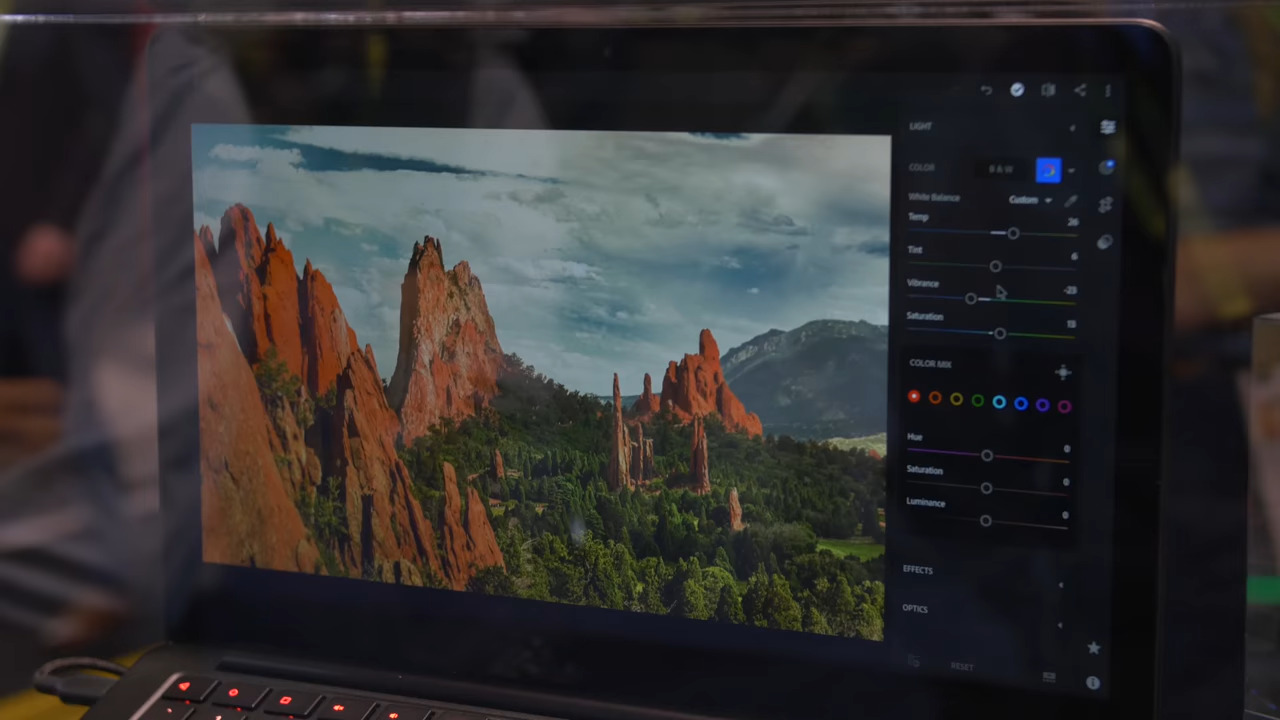 LIGHT
COLOR
B & W
White Balance
Custom
Temp
26
Tint
6
Vibrance
-23
Saturation
13
COLOR MIX
Hue
0
Saturation
0
Luminance
0
EFFECTS
OPTICS
RESET